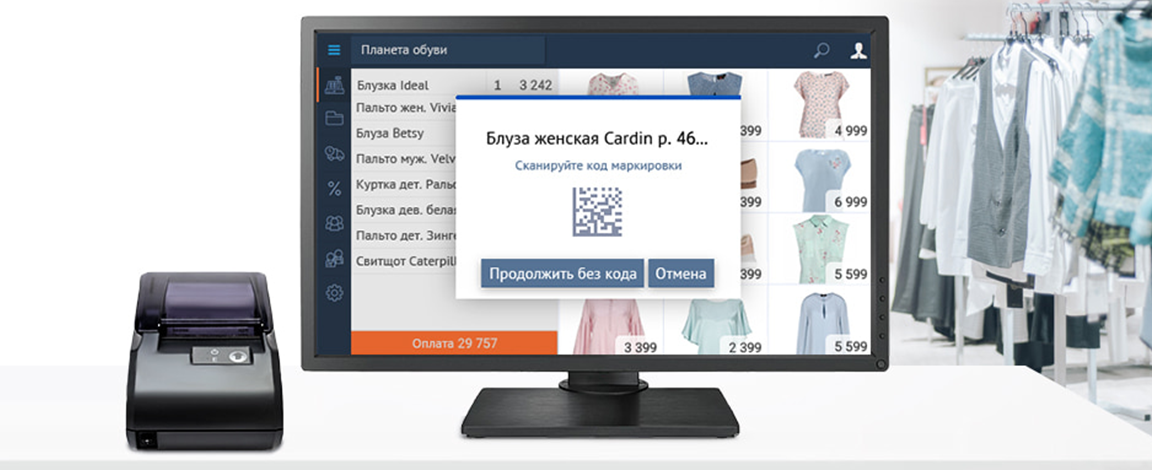 Планета обуви
Блузка Ideal 1 3 242
Пальто жен. Vivia
Блуза Betsy
Пальто муж. Velv
Куртка дет. Раль
Блузка дев. белая
Пальто дет. Зинге
Свитщот Caterpill
Оплата 29 757
Блуза женская Cardin р. 46...
Сканируйте код маркировки
Продолжить без кода
Отмена
399
4 999
399
6 999
399
5 599
3 399
2 399
5 599